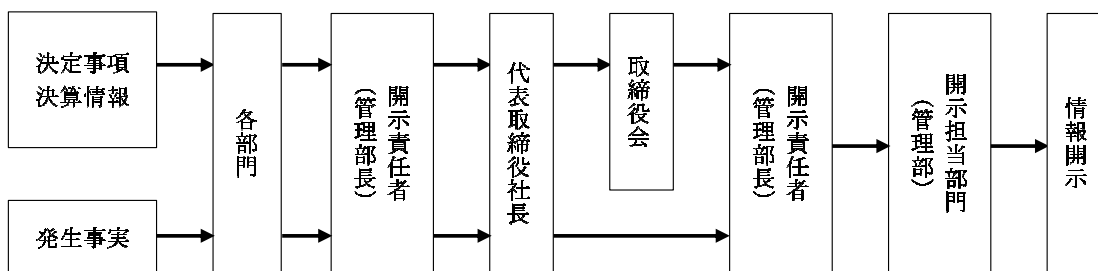 決定事項
決算情報
発生事実
各部門
開示責任者
(管理部長)
代表取締役社長
取締役会
開示責任者
(管理部長)
開示担当部門
(管理部)
情報開示